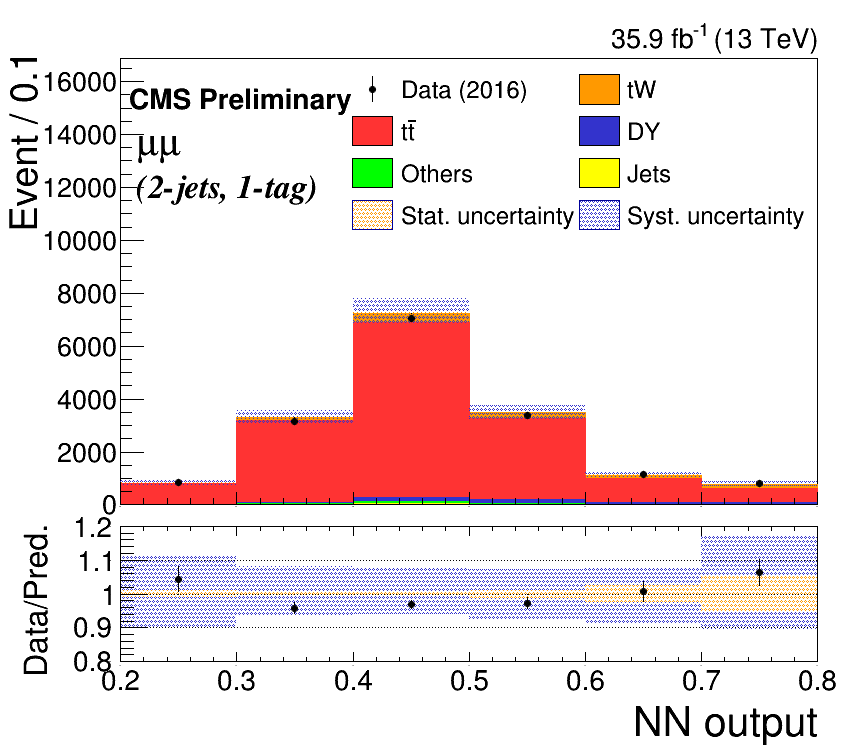 35.9 fb⁻¹ (13 TeV)
Event / 0.1
16000
14000
12000
10000
8000
6000
4000
2000
0
CMS Preliminary
μμ
(2-jets, 1-tag)
Data (2016)
tW
tt̄
DY
Others
Jets
Stat. uncertainty
Syst. uncertainty
Data/Pred.
1.2
1.1
1
0.9
0.8
0.2 0.3 0.4 0.5 0.6 0.7 0.8
NN output